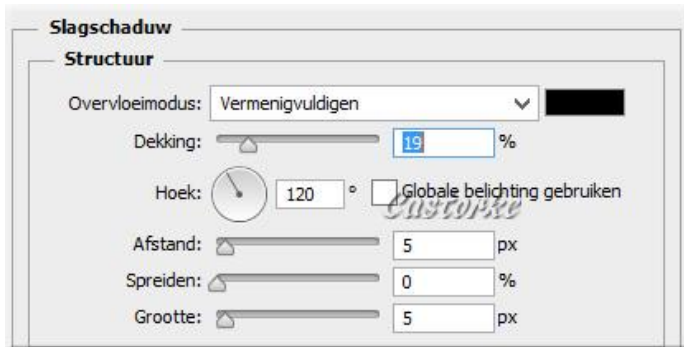 Slagschaduw
Structuur
Overvloeimodus: Vermenigvuldigen
Dekking: 19 %
Hoek: 120 ° Globale belichting gebruiken
Castorke
Afstand: 5 px
Spreiden: 0 %
Grootte: 5 px